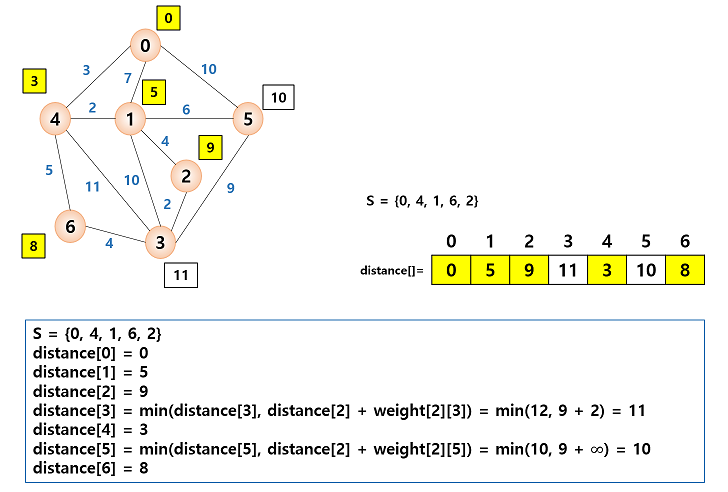 0
0
3
7
10
3
5
10
4
2
1
6
5
4
9
2
5
11
10
2
9
6
4
3
8
11
S = {0, 4, 1, 6, 2}
0 1 2 3 4 5 6
distance[]= 0 5 9 11 3 10 8
S = {0, 4, 1, 6, 2}
distance[0] = 0
distance[1] = 5
distance[2] = 9
distance[3] = min(distance[3], distance[2] + weight[2][3]) = min(12, 9 + 2) = 11
distance[4] = 3
distance[5] = min(distance[5], distance[2] + weight[2][5]) = min(10, 9 + ∞) = 10
distance[6] = 8